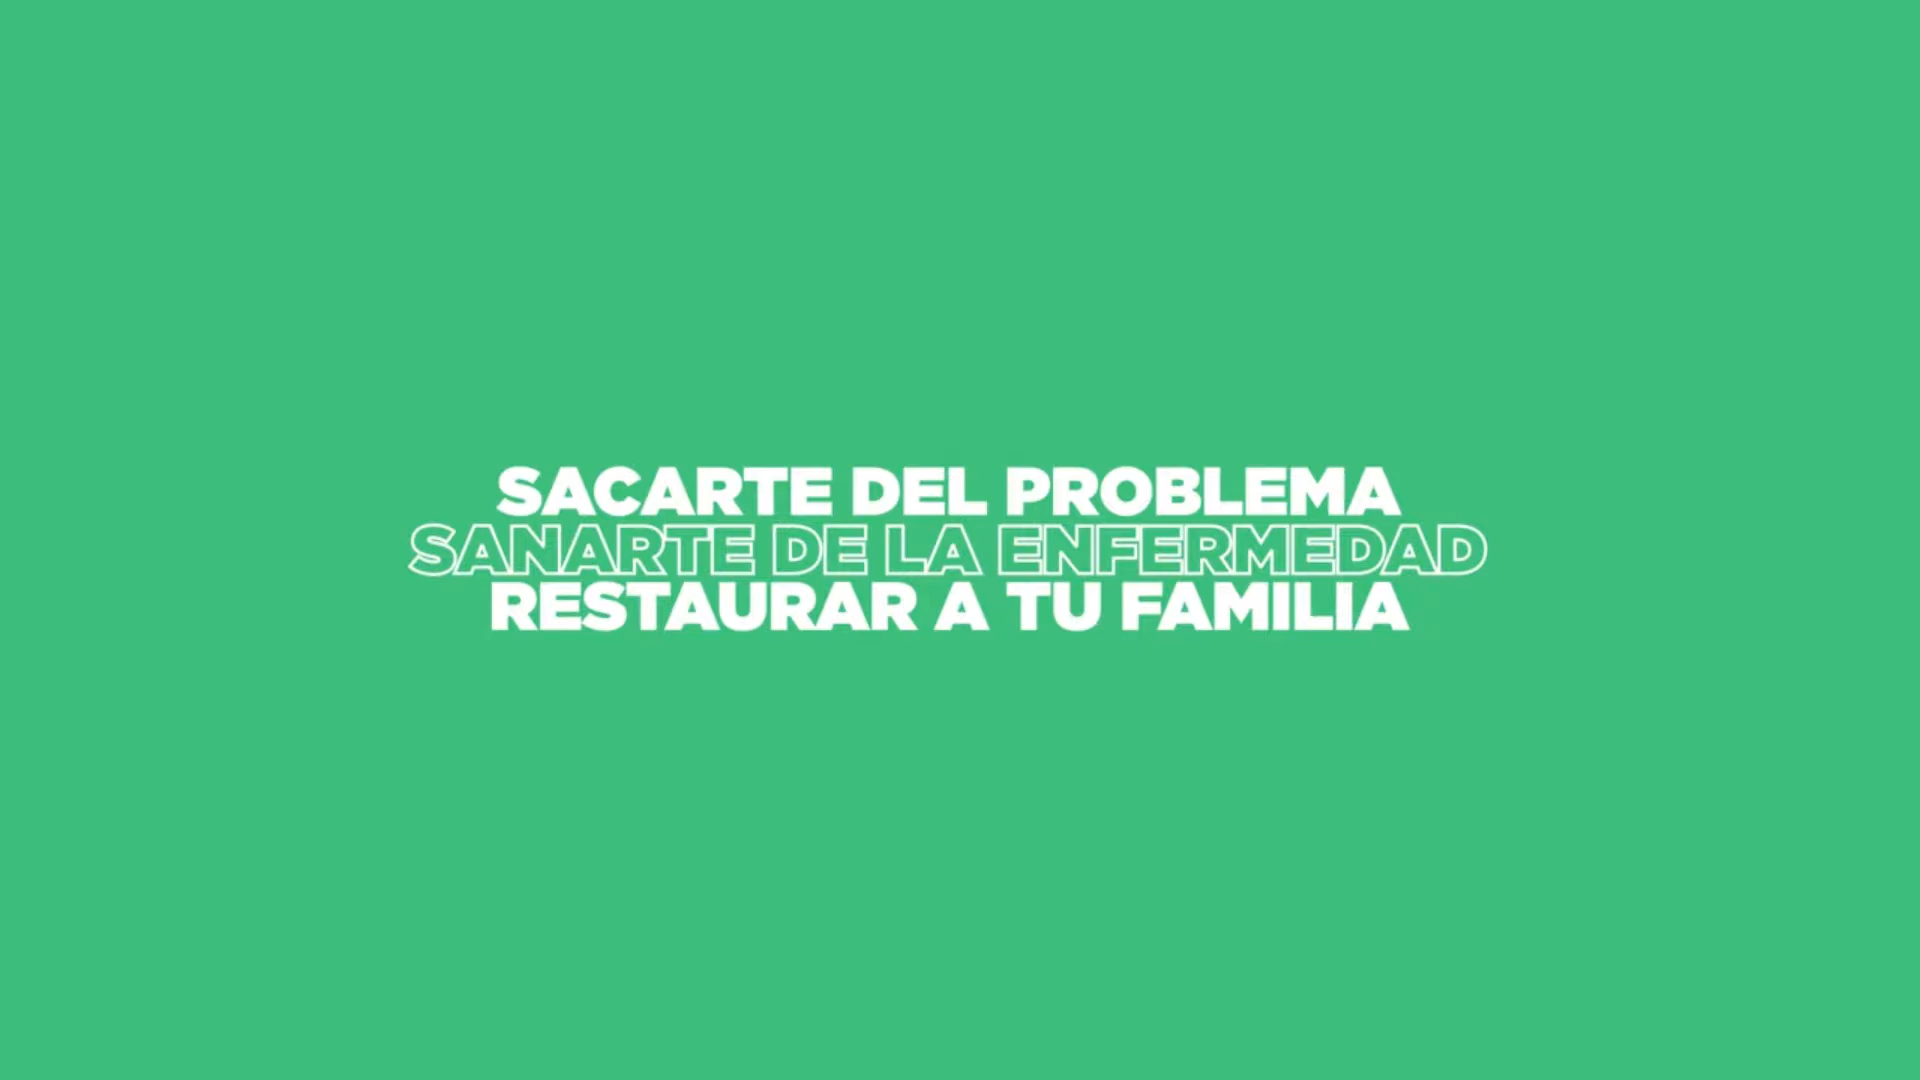 SACARTE DEL PROBLEMA
SANARTE DE LA ENFERMEDAD
RESTAURAR A TU FAMILIA